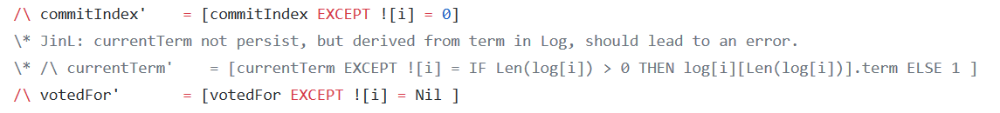 /\ commitIndex'    = [commitIndex EXCEPT ![i] = 0]
\* JinL: currentTerm not persist, but derived from term in Log, should lead to an error.
\* /\ currentTerm'    = [currentTerm EXCEPT ![i] = IF Len(log[i]) > 0 THEN log[i][Len(log[i])].term ELSE 1 ]
/\ votedFor'       = [votedFor EXCEPT ![i] = Nil ]